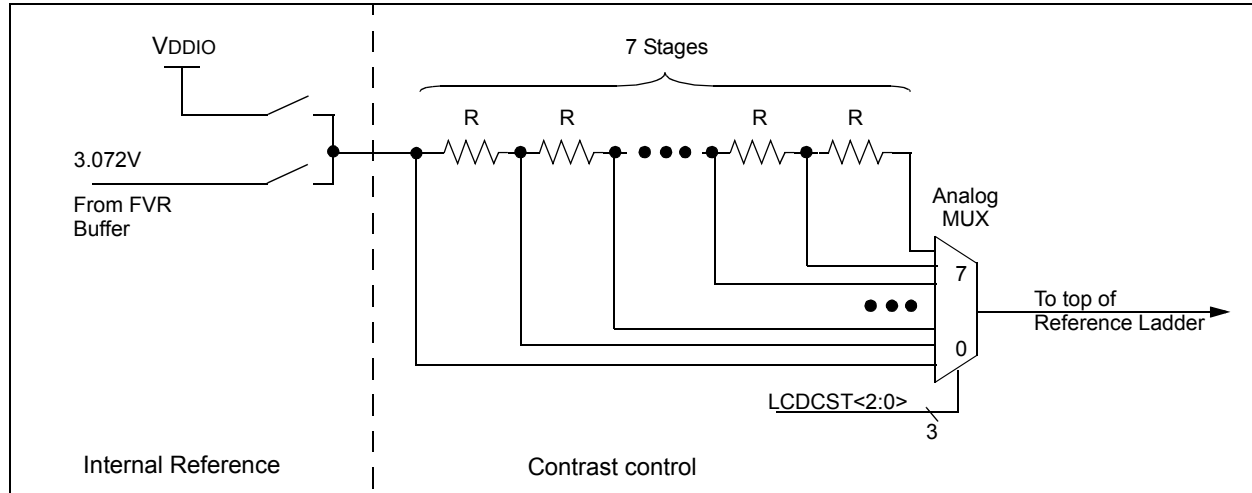 VDDIO
7 Stages
R R R R
3.072V
From FVR
Buffer
Analog
MUX
7
0
To top of
Reference Ladder
LCDCST<2:0>
3
Internal Reference
Contrast control